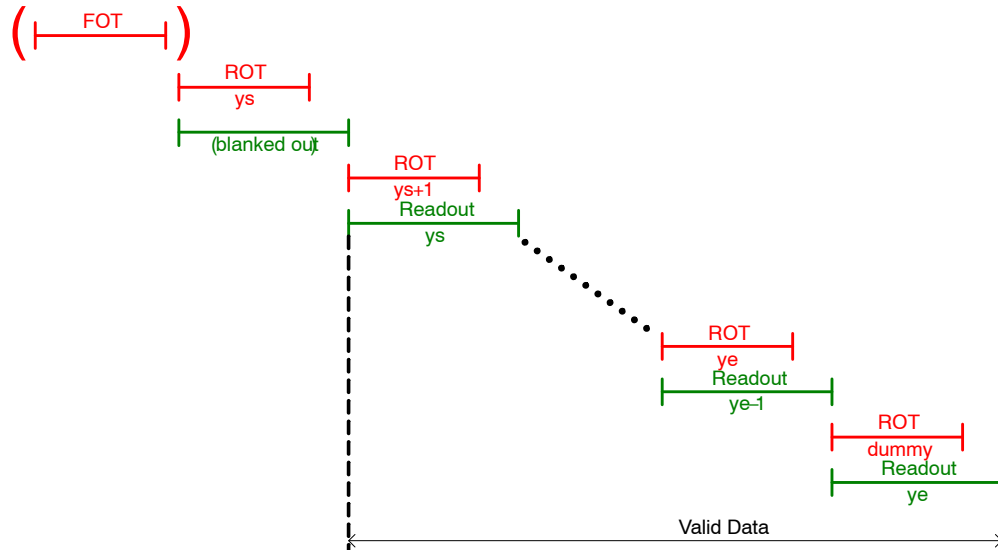 ( FOT )
ROT
ys
(blanked out)
ROT
ys+1
Readout
ys
ROT
ye
Readout
ye–1
ROT
dummy
Readout
ye
Valid Data